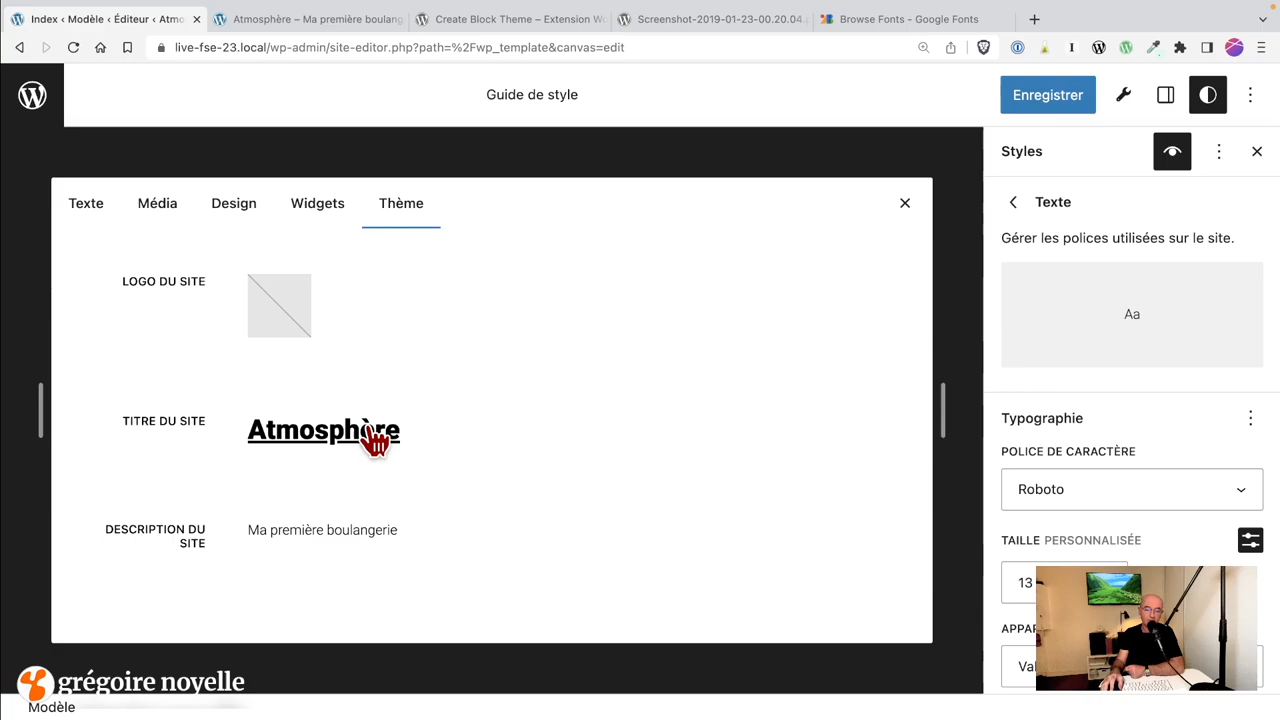 Index ‹ Modèle ‹ Éditeur ‹ Atmo
Atmosphère – Ma première boulang
Create Block Theme – Extension Wo
Screenshot-2019-01-23-00.20.04.
Browse Fonts - Google Fonts
live-fse-23.local/wp-admin/site-editor.php?path=%2Fwp_template&canvas=edit
Guide de style
Enregistrer
Styles
Texte
Média
Design
Widgets
Thème
Texte
Gérer les polices utilisées sur le site.
Aa
LOGO DU SITE
TITRE DU SITE
Atmosphère
DESCRIPTION DU
SITE
Ma première boulangerie
Typographie
POLICE DE CARACTÈRE
Roboto
TAILLE PERSONNALISÉE
13
APPAR
Val
grégoire noyelle
Modèle